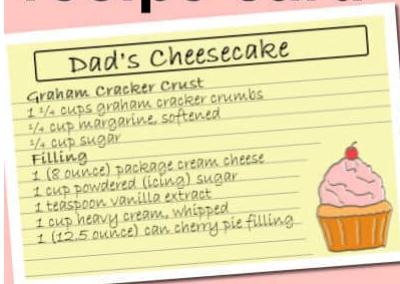 recipe card
Dad's Cheesecake
Graham Cracker Crust
1 ¼ cups graham cracker crumbs
¼ cup margarine, softened
¼ cup sugar
Filling
1 (8 ounce) package cream cheese
1 cup powdered (icing) sugar
1 teaspoon vanilla extract
1 cup heavy cream, whipped
1 (12.5 ounce) can cherry pie filling